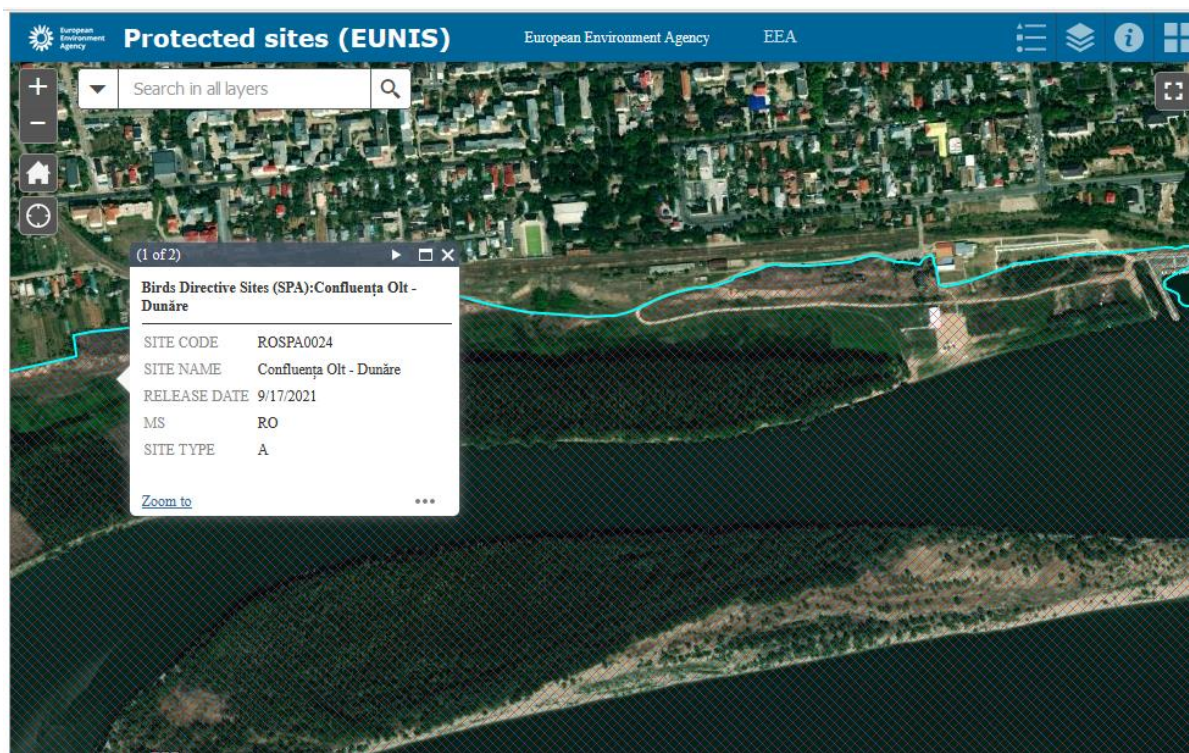 European
Environment
Agency
Protected sites (EUNIS)
European Environment Agency
EEA
Search in all layers
(1 of 2)
Birds Directive Sites (SPA):Confluența Olt -
Dunăre
SITE CODE ROSPA0024
SITE NAME Confluența Olt - Dunăre
RELEASE DATE 9/17/2021
MS RO
SITE TYPE A
Zoom to